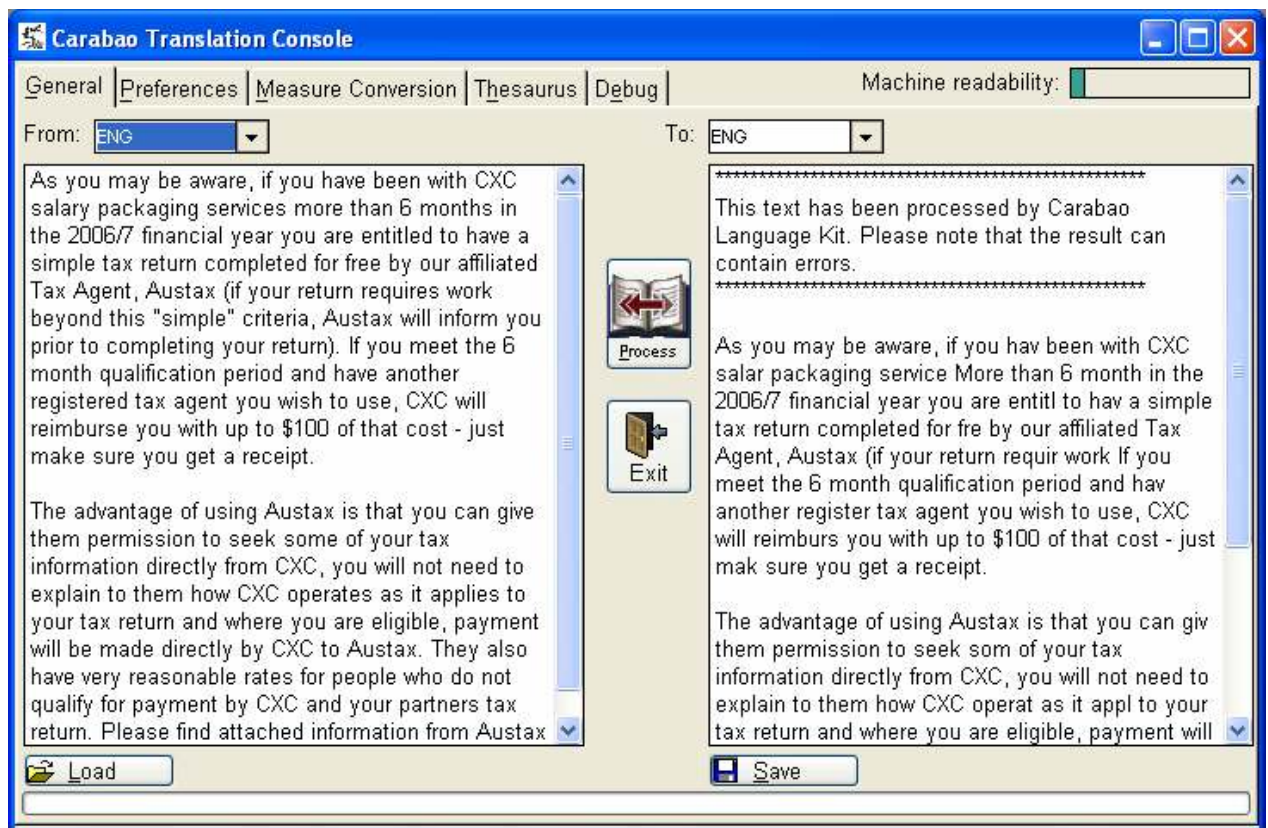 Carabao Translation Console
General Preferences Measure Conversion Thesaurus Debug Machine readability:
From: ENG To: ENG
As you may be aware, if you have been with CXC
salary packaging services more than 6 months in
the 2006/7 financial year you are entitled to have a
simple tax return completed for free by our affiliated
Tax Agent, Austax (if your return requires work
beyond this "simple" criteria, Austax will inform you
prior to completing your return). If you meet the 6
month qualification period and have another
registered tax agent you wish to use, CXC will
reimburse you with up to $100 of that cost - just
make sure you get a receipt.
The advantage of using Austax is that you can give
them permission to seek some of your tax
information directly from CXC, you will not need to
explain to them how CXC operates as it applies to
your tax return and where you are eligible, payment
will be made directly by CXC to Austax. They also
have very reasonable rates for people who do not
qualify for payment by CXC and your partners tax
return. Please find attached information from Austax
Process
Exit
*************************************************
This text has been processed by Carabao
Language Kit. Please note that the result can
contain errors.
*************************************************
As you may be aware, if you hav been with CXC
salar packaging service More than 6 month in the
2006/7 financial year you are entitl to hav a simple
tax return completed for fre by our affiliated Tax
Agent, Austax (if your return requir work If you
meet the 6 month qualification period and hav
another register tax agent you wish to use, CXC
will reimburs you with up to $100 of that cost - just
mak sure you get a receipt.
The advantage of using Austax is that you can giv
them permission to seek som of your tax
information directly from CXC, you will not need to
explain to them how CXC operat as it appl to your
tax return and where you are eligible, payment will
Load
Save